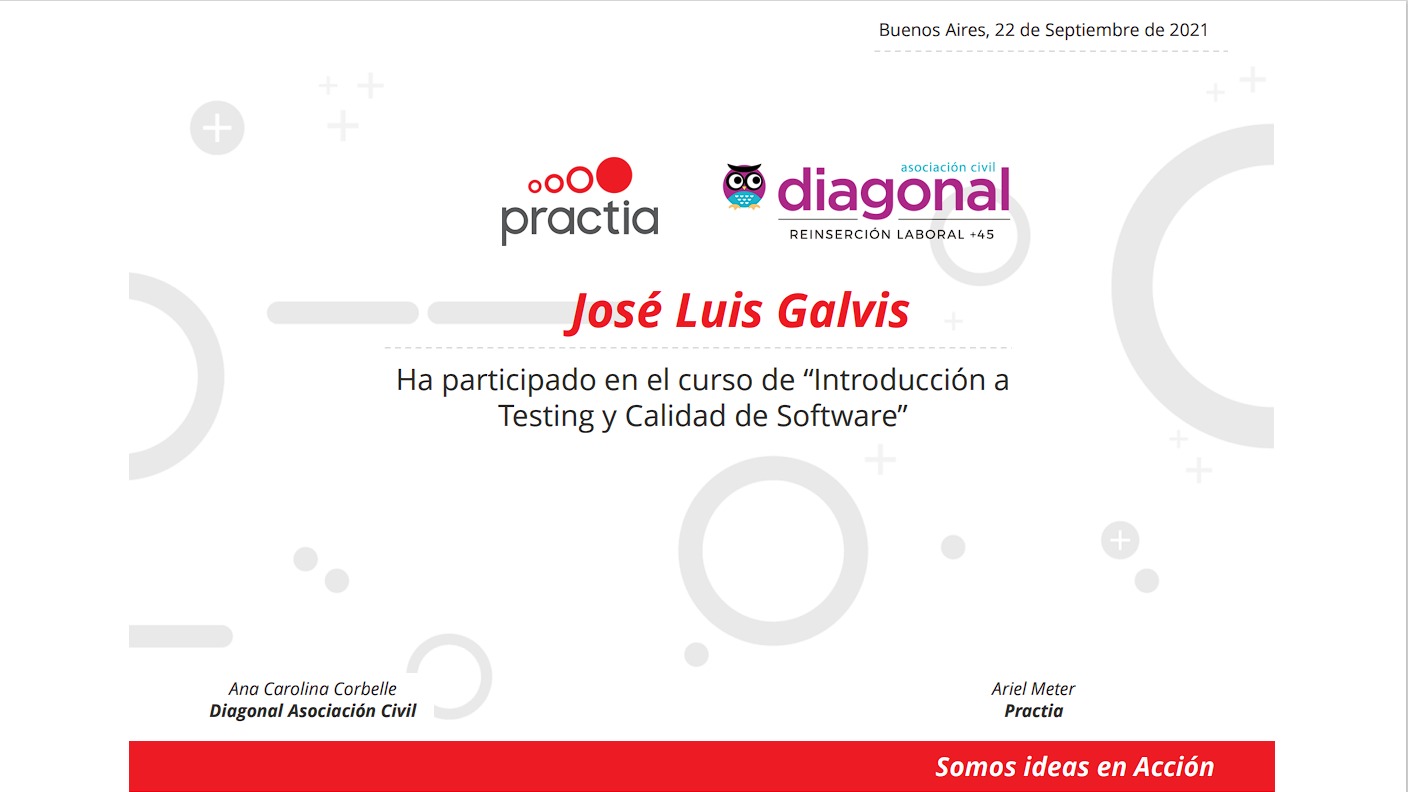 Buenos Aires, 22 de Septiembre de 2021
practia
asociación civil
diagonal
REINSERCIÓN LABORAL +45
José Luis Galvis
Ha participado en el curso de “Introducción a
Testing y Calidad de Software”
Ana Carolina Corbelle
Diagonal Asociación Civil
Ariel Meter
Practia
Somos ideas en Acción